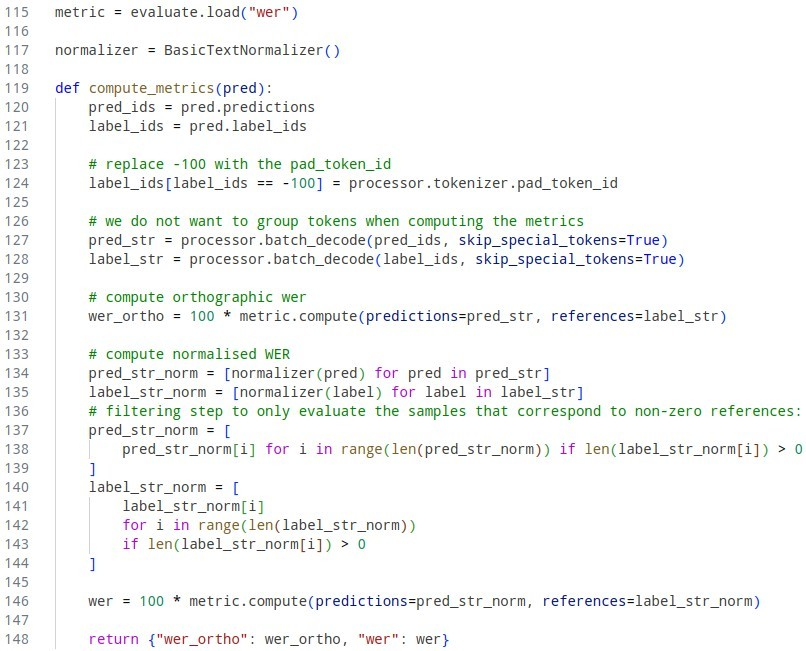 115 metric = evaluate.load("wer")
116
117 normalizer = BasicTextNormalizer()
118
119 def compute_metrics(pred):
120     pred_ids = pred.predictions
121     label_ids = pred.label_ids
122
123     # replace -100 with the pad_token_id
124     label_ids[label_ids == -100] = processor.tokenizer.pad_token_id
125
126     # we do not want to group tokens when computing the metrics
127     pred_str = processor.batch_decode(pred_ids, skip_special_tokens=True)
128     label_str = processor.batch_decode(label_ids, skip_special_tokens=True)
129
130     # compute orthographic wer
131     wer_ortho = 100 * metric.compute(predictions=pred_str, references=label_str)
132
133     # compute normalised WER
134     pred_str_norm = [normalizer(pred) for pred in pred_str]
135     label_str_norm = [normalizer(label) for label in label_str]
136     # filtering step to only evaluate the samples that correspond to non-zero references:
137     pred_str_norm = [
138         pred_str_norm[i] for i in range(len(pred_str_norm)) if len(label_str_norm[i]) > 0
139     ]
140     label_str_norm = [
141         label_str_norm[i]
142         for i in range(len(label_str_norm))
143         if len(label_str_norm[i]) > 0
144     ]
145
146     wer = 100 * metric.compute(predictions=pred_str_norm, references=label_str_norm)
147
148     return {"wer_ortho": wer_ortho, "wer": wer}